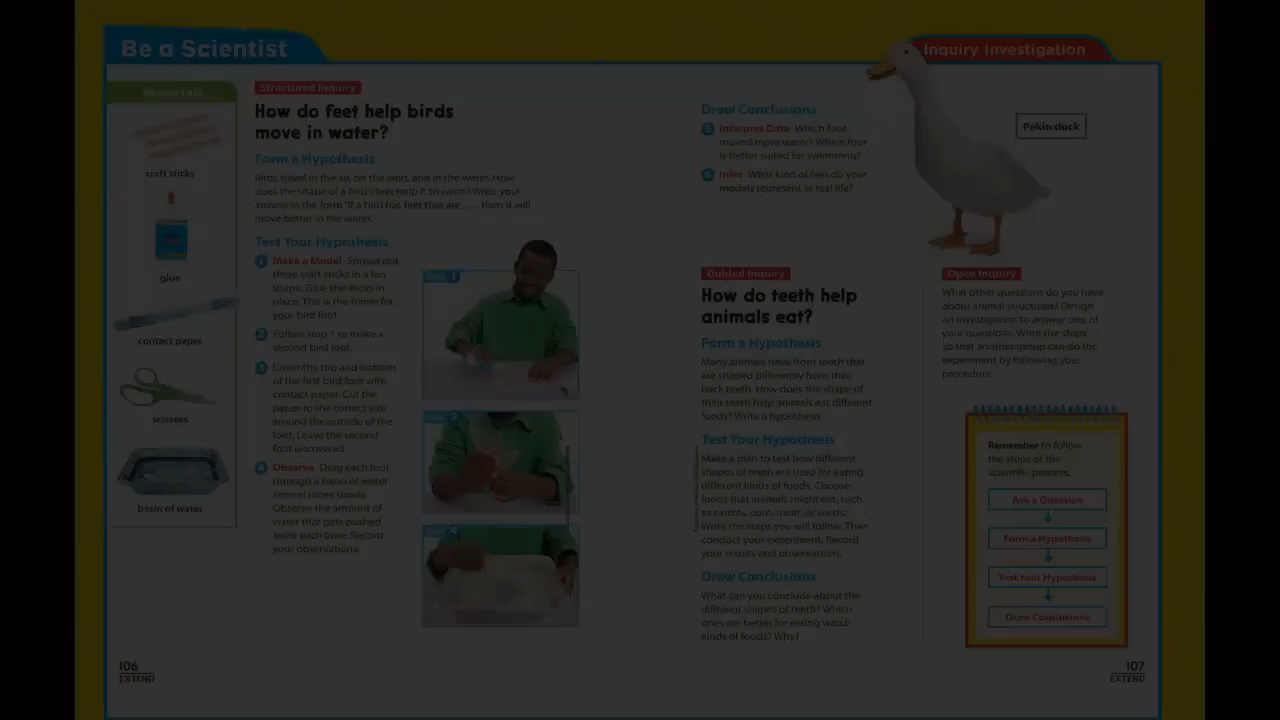 Be a Scientist
Materials
craft sticks
glue
contact paper
scissors
basin of water
Structured Inquiry
How do feet help birds
move in water?
Form a Hypothesis
Birds travel in the air, on the land, and in the water. How
does the shape of a bird's feet help it to swim? Write your
answer in the form "If a bird has feet that are . . . , then it will
move better in the water."
Test Your Hypothesis
1 Make a Model Spread out
three craft sticks in a fan
shape. Glue the sticks in
place. This is the frame for
your bird foot.
2 Follow step 1 to make a
second bird foot.
3 Cover the top and bottom
of the first bird foot with
contact paper. Cut the
paper to the correct size
around the outside of the
foot. Leave the second
foot uncovered.
4 Observe Drag each foot
through a basin of water
several times slowly.
Observe the amount of
water that gets pushed
aside each time. Record
your observations.
Step 1
106
EXTEND
Inquiry Investigation
Draw Conclusions
5 Interpret Data Which foot
moved more water? Which foot
is better suited for swimming?
6 Infer What kind of feet do your
models represent in real life?
Pekin duck
Guided Inquiry
How do teeth help
animals eat?
Form a Hypothesis
Many animals have front teeth that
are shaped differently from their
back teeth. How does the shape of
their teeth help animals eat different
foods? Write a hypothesis.
Test Your Hypothesis
Make a plan to test how different
shapes of teeth are used for eating
different kinds of foods. Choose
foods that animals might eat, such
as carrots, corn, meat, or seeds.
Write the steps you will follow. Then
conduct your experiment. Record
your results and observations.
Draw Conclusions
What can you conclude about the
different shapes of teeth? Which
ones are better for eating which
kinds of foods? Why?
Open Inquiry
What other questions do you have
about animal structures? Design
an investigation to answer one of
your questions. Write the steps
so that another group can do the
experiment by following your
procedure.
Remember to follow
the steps of the
scientific process.
Ask a Question
Form a Hypothesis
Test Your Hypothesis
Draw Conclusions
107
EXTEND